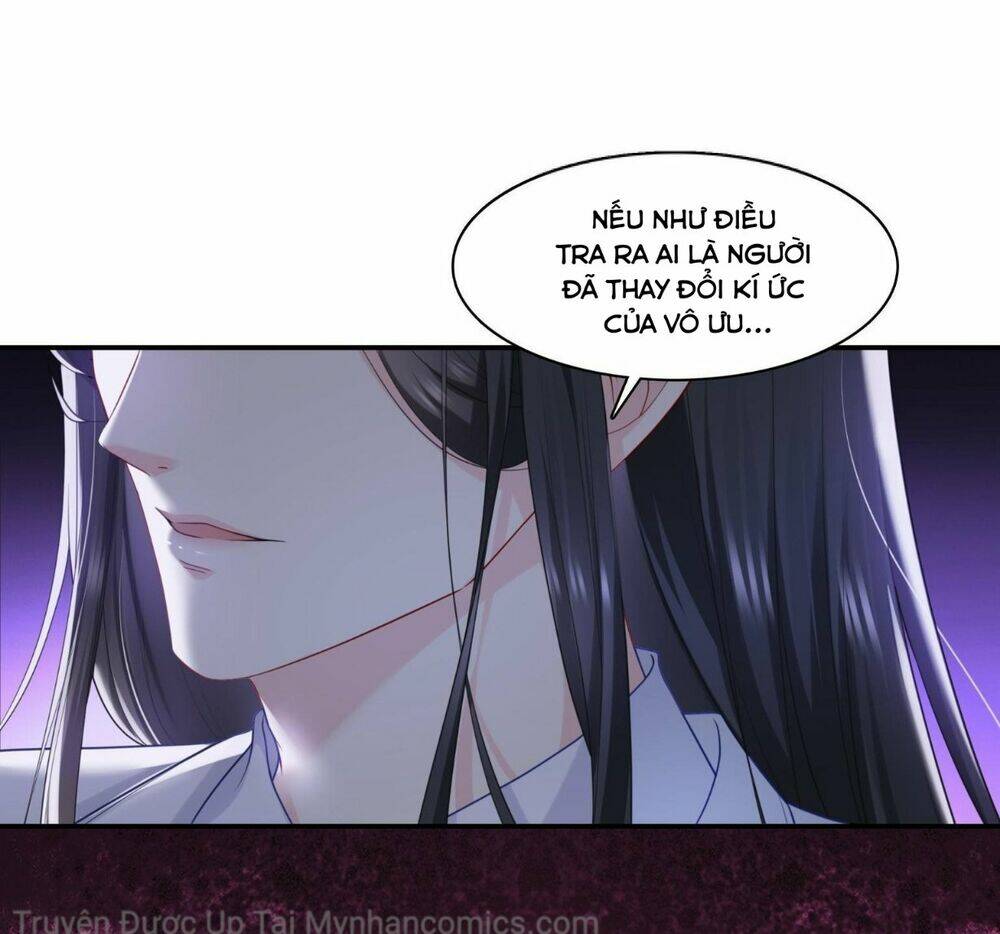 NẾU NHƯ ĐIỀU
TRA RA AI LÀ NGƯỜI
ĐÃ THAY ĐỔI KÍ ỨC
CỦA VÔ ƯU...
Truyện Được Up Tại Mynhancomics.com